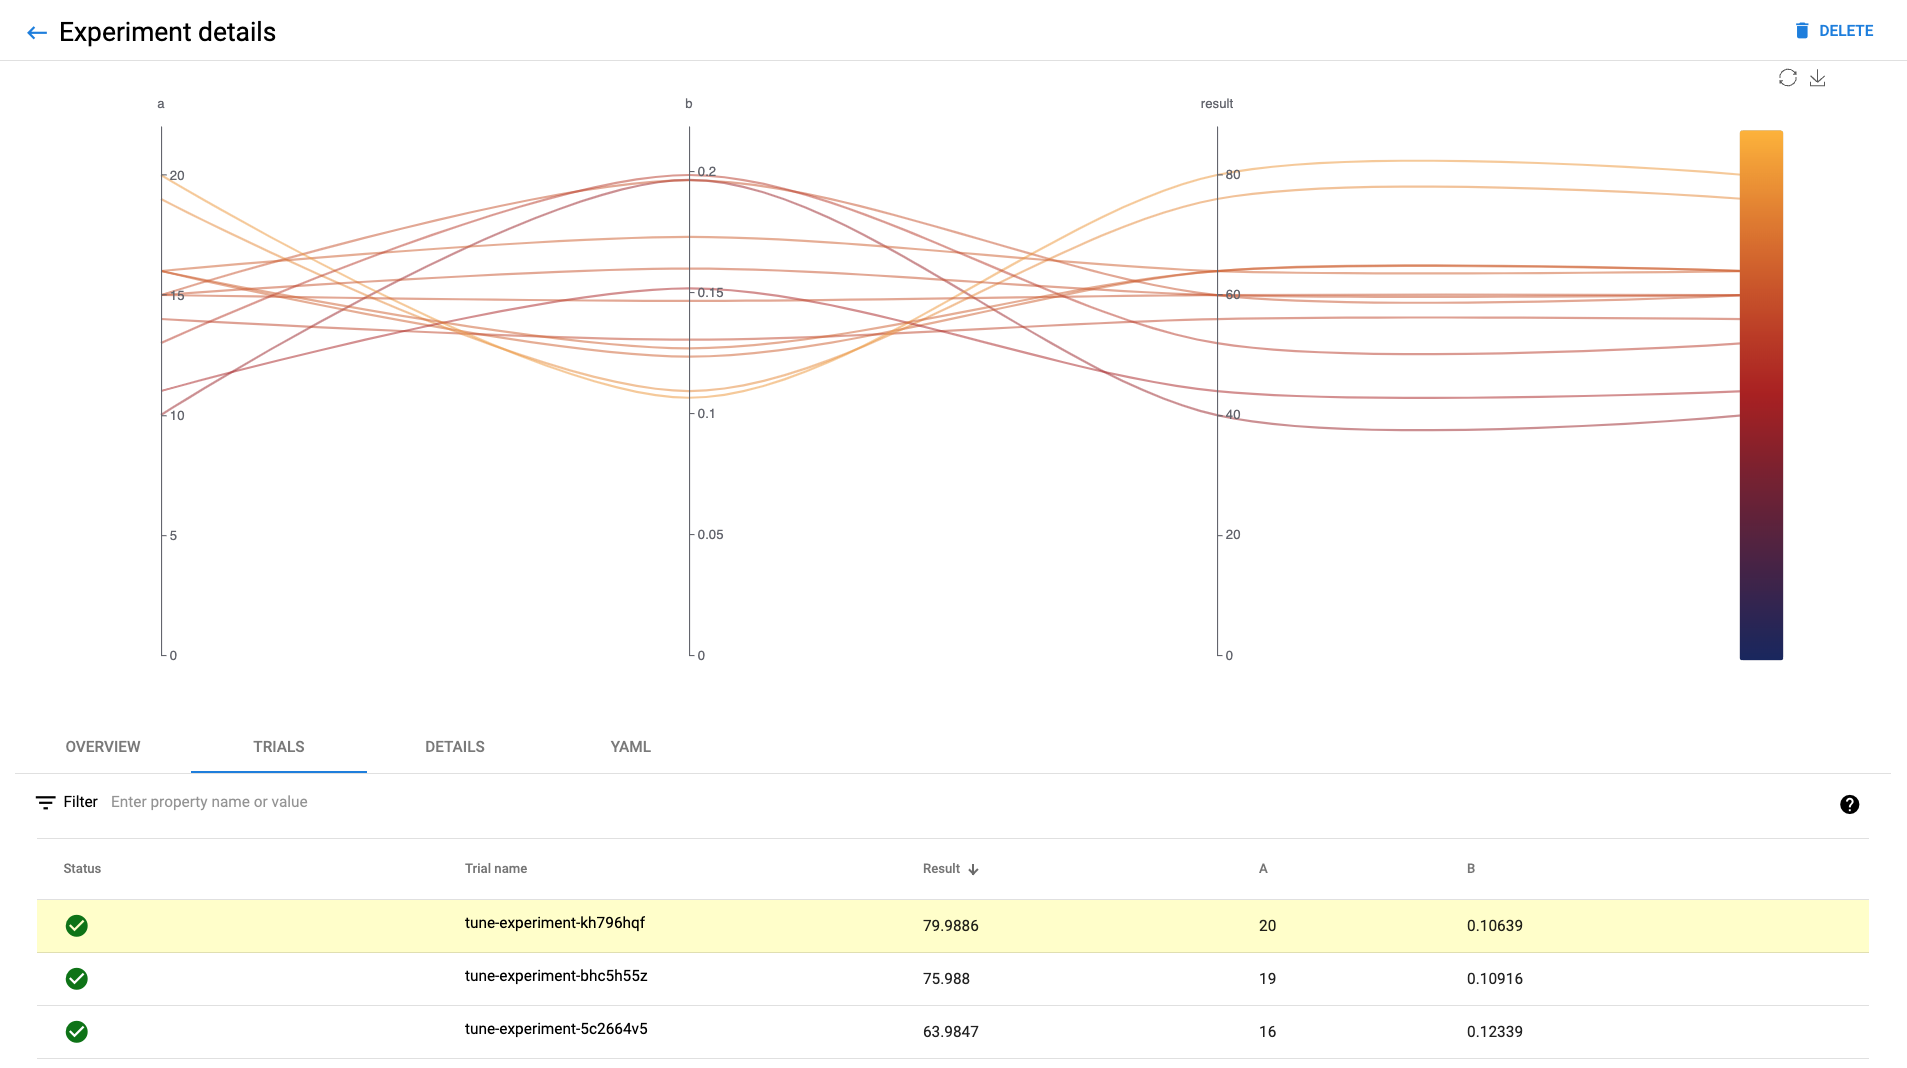 Experiment details
DELETE
a b result
20 0.2 80
15 0.15 60
10 0.1 40
5 0.05 20
0 0 0
OVERVIEW TRIALS DETAILS YAML
Filter Enter property name or value
Status Trial name Result A B
tune-experiment-kh796hqf 79.9886 20 0.10639
tune-experiment-bhc5h55z 75.988 19 0.10916
tune-experiment-5c2664v5 63.9847 16 0.12339